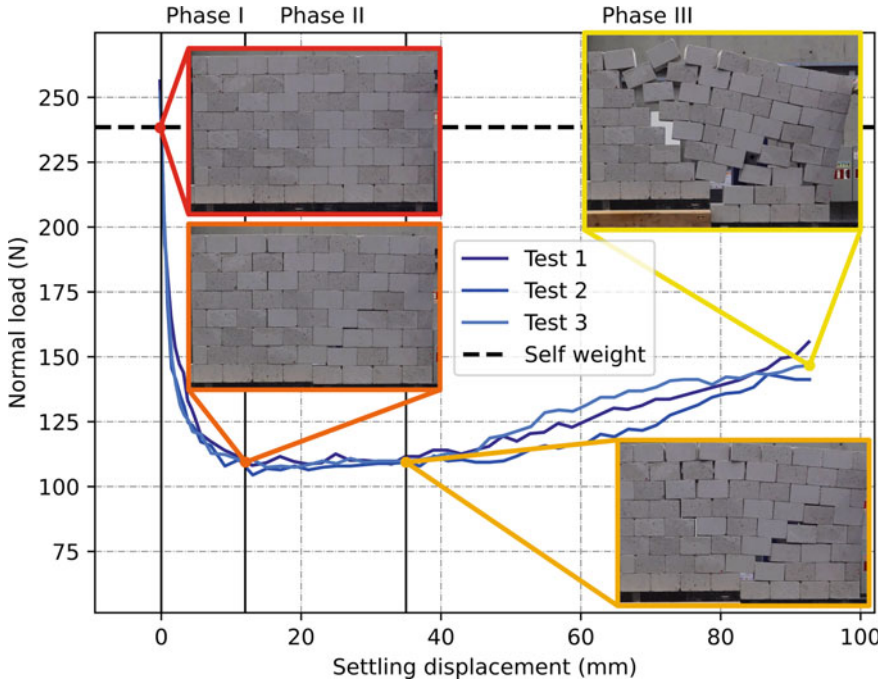 Phase I Phase II Phase III
250
225
200
175
150
125
100
75
Normal load (N)
Test 1
Test 2
Test 3
Self weight
0 20 40 60 80 100
Settling displacement (mm)